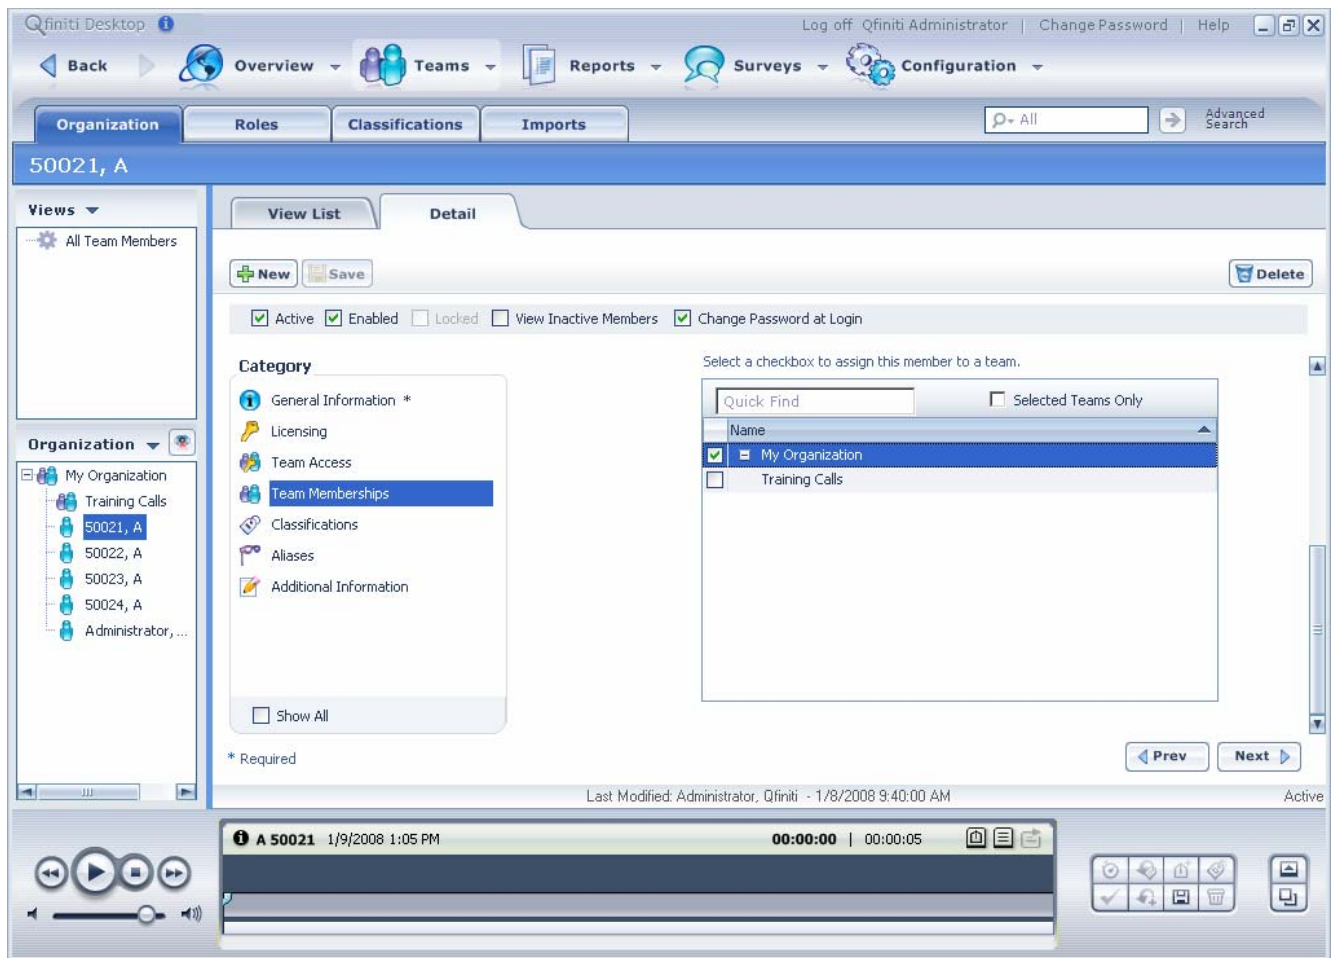 Qfiniti Desktop
Log off Qfiniti Administrator | Change Password | Help
Back Overview Teams Reports Surveys Configuration
Organization Roles Classifications Imports
All
Advanced
Search
50021, A
Views
All Team Members
View List Detail
New Save Delete
Active Enabled Locked View Inactive Members Change Password at Login
Category
General Information *
Licensing
Team Access
Team Memberships
Classifications
Aliases
Additional Information
Show All
* Required
Select a checkbox to assign this member to a team.
Quick Find Selected Teams Only
Name
My Organization
Training Calls
Prev Next
Organization
My Organization
Training Calls
50021, A
50022, A
50023, A
50024, A
Administrator, ...
Last Modified: Administrator, Qfiniti - 1/8/2008 9:40:00 AM Active
A 50021 1/9/2008 1:05 PM 00:00:00 | 00:00:05